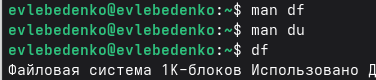 evlebedenko@evlebedenko:~$ man df
evlebedenko@evlebedenko:~$ man du
evlebedenko@evlebedenko:~$ df
Файловая система 1K-блоков Использовано Д